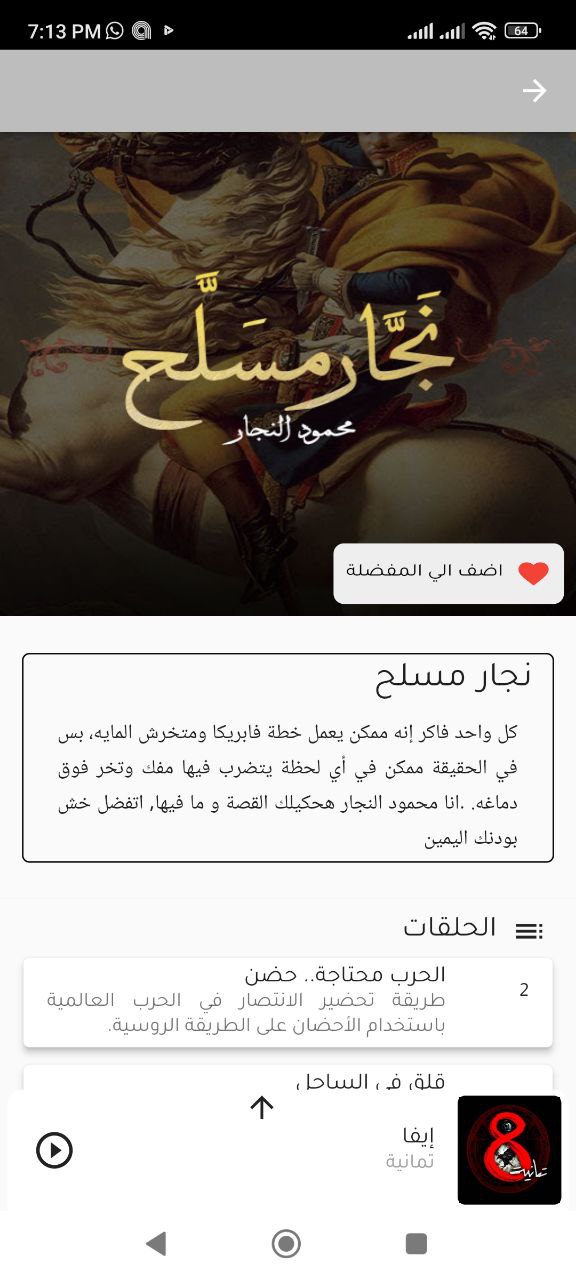 7:13 PM
64
نَجَّار مسَلَّح
محمود النجار
اضف الي المفضلة
نجار مسلح
كل واحد فاكر إنه ممكن يعمل خطة فابريكا ومتخرش المايه، بس
في الحقيقة ممكن في أي لحظة يتضرب فيها مفك وتخر فوق
دماغه. .انا محمود النجار هحكيلك القصة و ما فيها, اتفضل خش
بودنك اليمين
الحلقات
الحرب محتاجة.. حضن
2
طريقة تحضير الانتصار في الحرب العالمية
باستخدام الأحضان على الطريقة الروسية.
قلق في الساحل
إيفا
تمانية
8
تمانية